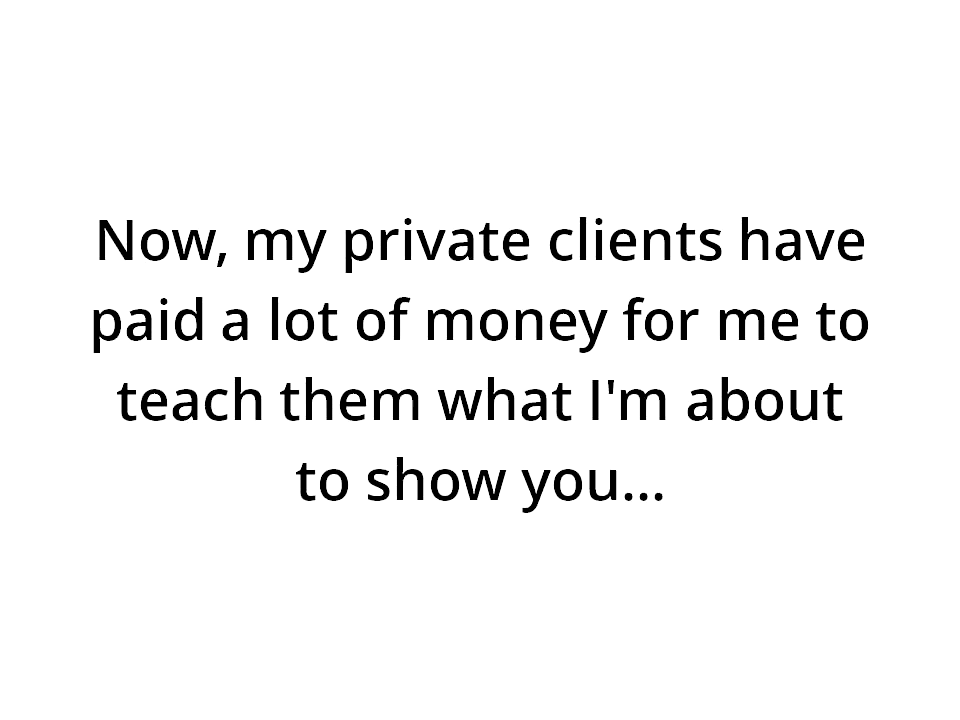 Now, my private clients have
paid a lot of money for me to
teach them what I'm about
to show you...